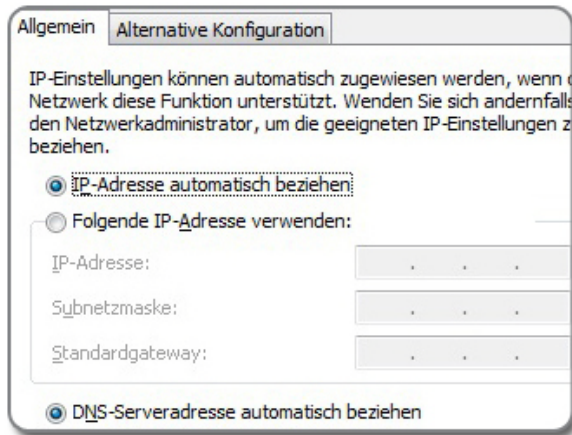 Allgemein
Alternative Konfiguration
IP-Einstellungen können automatisch zugewiesen werden, wenn
Netzwerk diese Funktion unterstützt. Wenden Sie sich andernfalls
den Netzwerkadministrator, um die geeigneten IP-Einstellungen
beziehen.
IP-Adresse automatisch beziehen
Folgende IP-Adresse verwenden:
IP-Adresse: . . .
Subnetzmaske: . . .
Standardgateway: . . .
DNS-Serveradresse automatisch beziehen